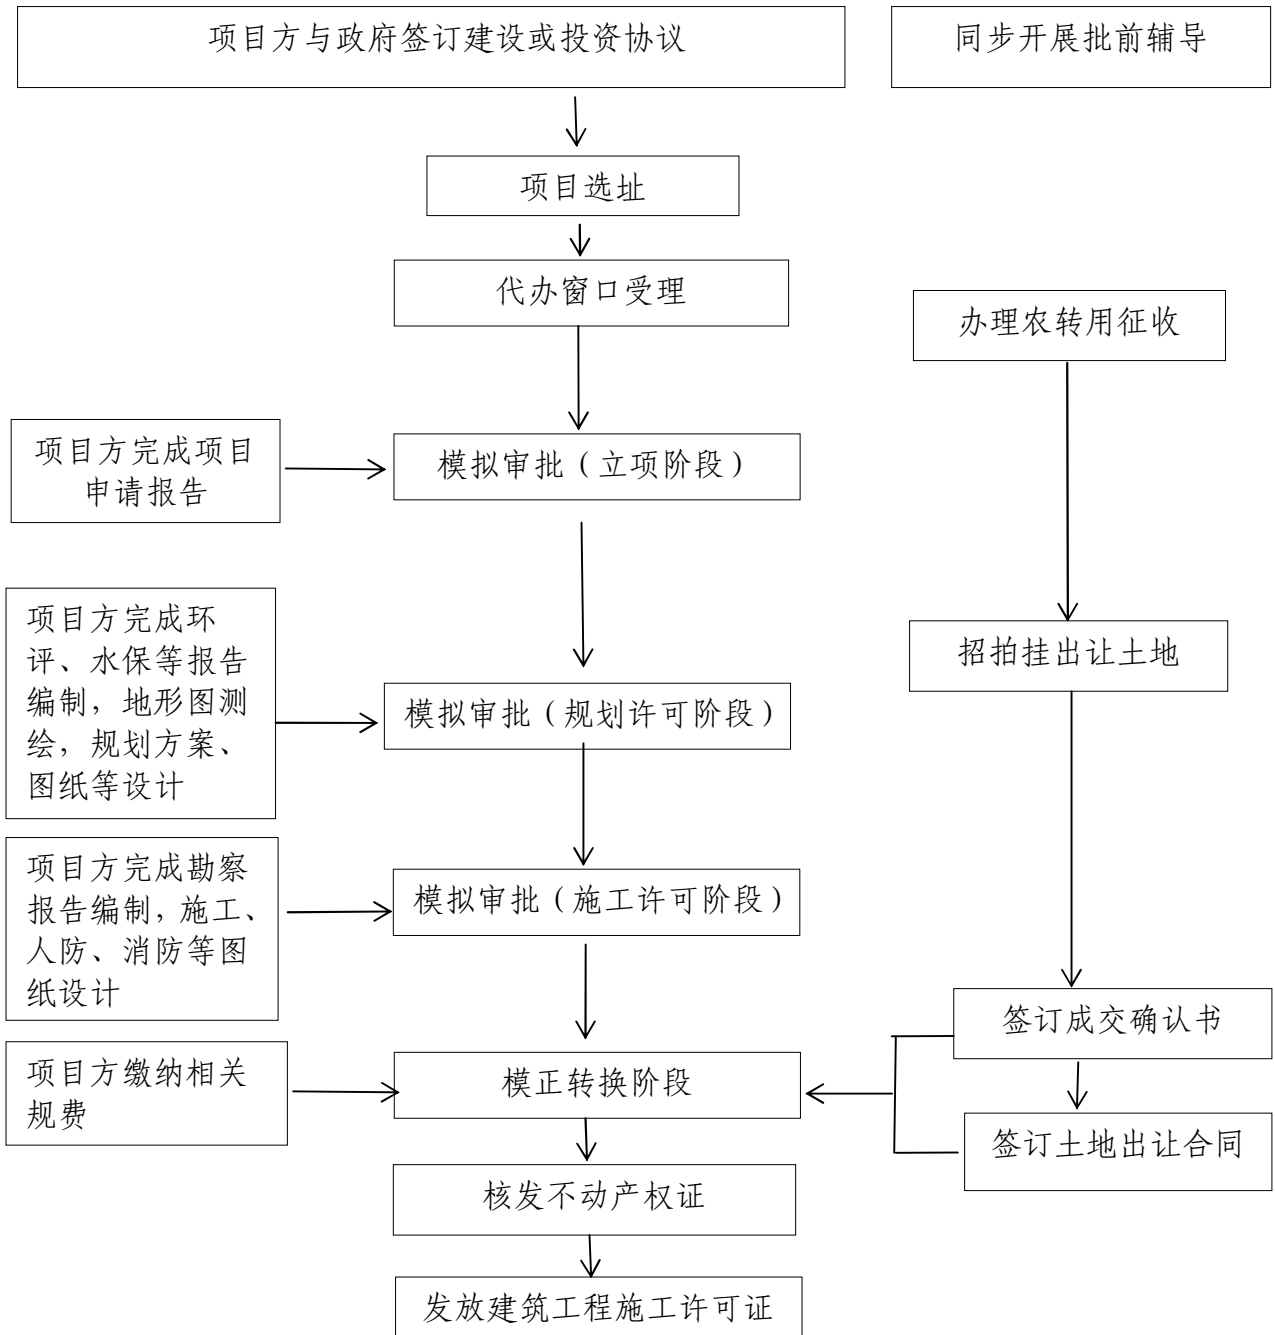 项目方与政府签订建设或投资协议
同步开展批前辅导
项目选址
代办窗口受理
办理农转用征收
项目方完成项目
申请报告
模拟审批（立项阶段）
项目方完成环
评、水保等报告
编制，地形图测
绘，规划方案、
图纸等设计
模拟审批（规划许可阶段）
招拍挂出让土地
项目方完成勘察
报告编制，施工、
人防、消防等图
纸设计
模拟审批（施工许可阶段）
签订成交确认书
项目方缴纳相关
规费
模正转换阶段
签订土地出让合同
核发不动产权证
发放建筑工程施工许可证